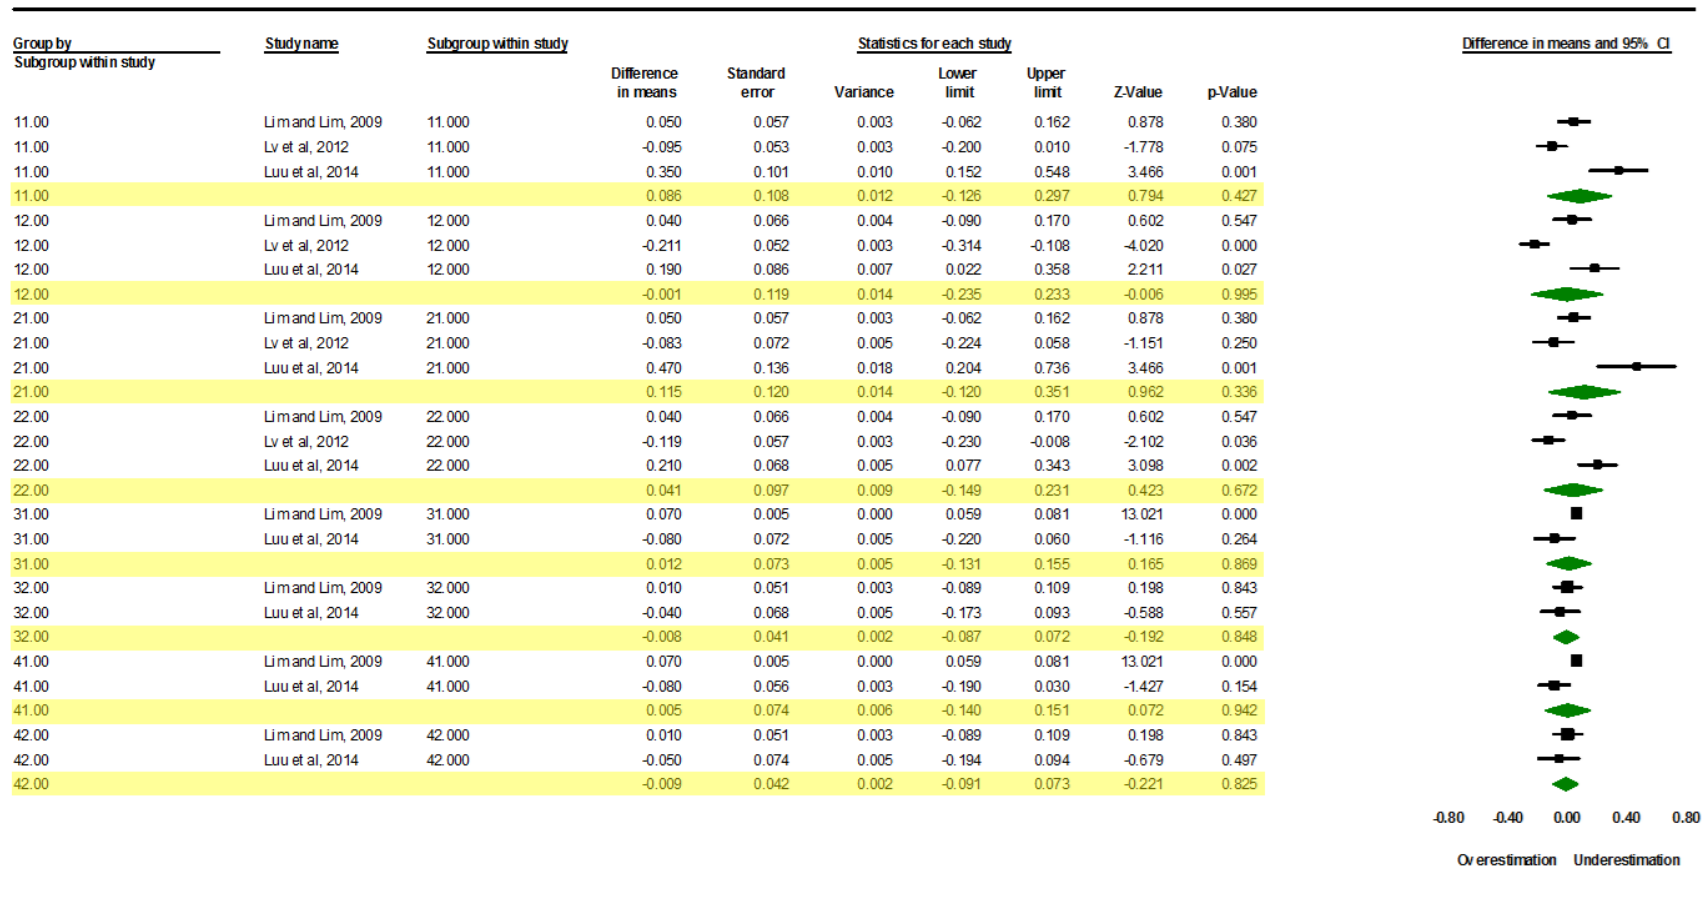 Group by Study name Subgroup within study Statistics for each study Difference in means and 95% CI
Subgroup within study
Difference Standard Lower Upper
in means error Variance limit limit Z-Value p-Value
11.00 Lim and Lim, 2009 11.000 0.050 0.057 0.003 -0.062 0.162 0.878 0.380
11.00 Lv et al, 2012 11.000 -0.095 0.053 0.003 -0.200 0.010 -1.778 0.075
11.00 Luu et al, 2014 11.000 0.350 0.101 0.010 0.152 0.548 3.466 0.001
11.00 0.086 0.108 0.012 -0.126 0.297 0.794 0.427
12.00 Lim and Lim, 2009 12.000 0.040 0.066 0.004 -0.090 0.170 0.602 0.547
12.00 Lv et al, 2012 12.000 -0.211 0.052 0.003 -0.314 -0.108 -4.020 0.000
12.00 Luu et al, 2014 12.000 0.190 0.086 0.007 0.022 0.358 2.211 0.027
12.00 -0.001 0.119 0.014 -0.235 0.233 -0.006 0.995
21.00 Lim and Lim, 2009 21.000 0.050 0.057 0.003 -0.062 0.162 0.878 0.380
21.00 Lv et al, 2012 21.000 -0.083 0.072 0.005 -0.224 0.058 -1.151 0.250
21.00 Luu et al, 2014 21.000 0.470 0.136 0.018 0.204 0.736 3.466 0.001
21.00 0.115 0.120 0.014 -0.120 0.351 0.962 0.336
22.00 Lim and Lim, 2009 22.000 0.040 0.066 0.004 -0.090 0.170 0.602 0.547
22.00 Lv et al, 2012 22.000 -0.119 0.057 0.003 -0.230 -0.008 -2.102 0.036
22.00 Luu et al, 2014 22.000 0.210 0.068 0.005 0.077 0.343 3.098 0.002
22.00 0.041 0.097 0.009 -0.149 0.231 0.423 0.672
31.00 Lim and Lim, 2009 31.000 0.070 0.005 0.000 0.059 0.081 13.021 0.000
31.00 Luu et al, 2014 31.000 -0.080 0.072 0.005 -0.220 0.060 -1.116 0.264
31.00 0.012 0.073 0.005 -0.131 0.155 0.165 0.869
32.00 Lim and Lim, 2009 32.000 0.010 0.051 0.003 -0.089 0.109 0.198 0.843
32.00 Luu et al, 2014 32.000 -0.040 0.068 0.005 -0.173 0.093 -0.588 0.557
32.00 -0.008 0.041 0.002 -0.087 0.072 -0.192 0.848
41.00 Lim and Lim, 2009 41.000 0.070 0.005 0.000 0.059 0.081 13.021 0.000
41.00 Luu et al, 2014 41.000 -0.080 0.056 0.003 -0.190 0.030 -1.427 0.154
41.00 0.005 0.074 0.006 -0.140 0.151 0.072 0.942
42.00 Lim and Lim, 2009 42.000 0.010 0.051 0.003 -0.089 0.109 0.198 0.843
42.00 Luu et al, 2014 42.000 -0.050 0.074 0.005 -0.194 0.094 -0.679 0.497
42.00 -0.009 0.042 0.002 -0.091 0.073 -0.221 0.825
-0.80 -0.40 0.00 0.40 0.80
Overestimation Underestimation